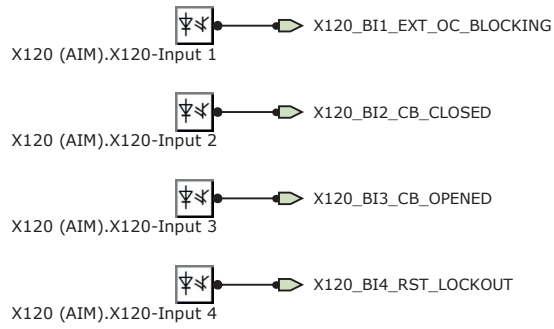 X120_BI1_EXT_OC_BLOCKING
X120 (AIM).X120-Input 1
X120_BI2_CB_CLOSED
X120 (AIM).X120-Input 2
X120_BI3_CB_OPENED
X120 (AIM).X120-Input 3
X120_BI4_RST_LOCKOUT
X120 (AIM).X120-Input 4